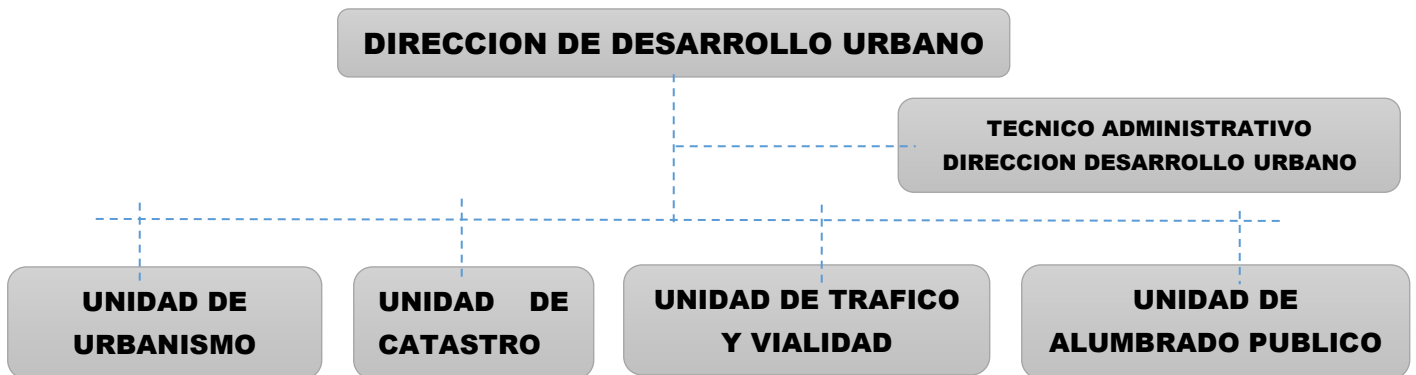 DIRECCION DE DESARROLLO URBANO
TECNICO ADMINISTRATIVO
DIRECCION DESARROLLO URBANO
UNIDAD DE
URBANISMO
UNIDAD DE
CATASTRO
UNIDAD DE TRAFICO
Y VIALIDAD
UNIDAD DE
ALUMBRADO PUBLICO